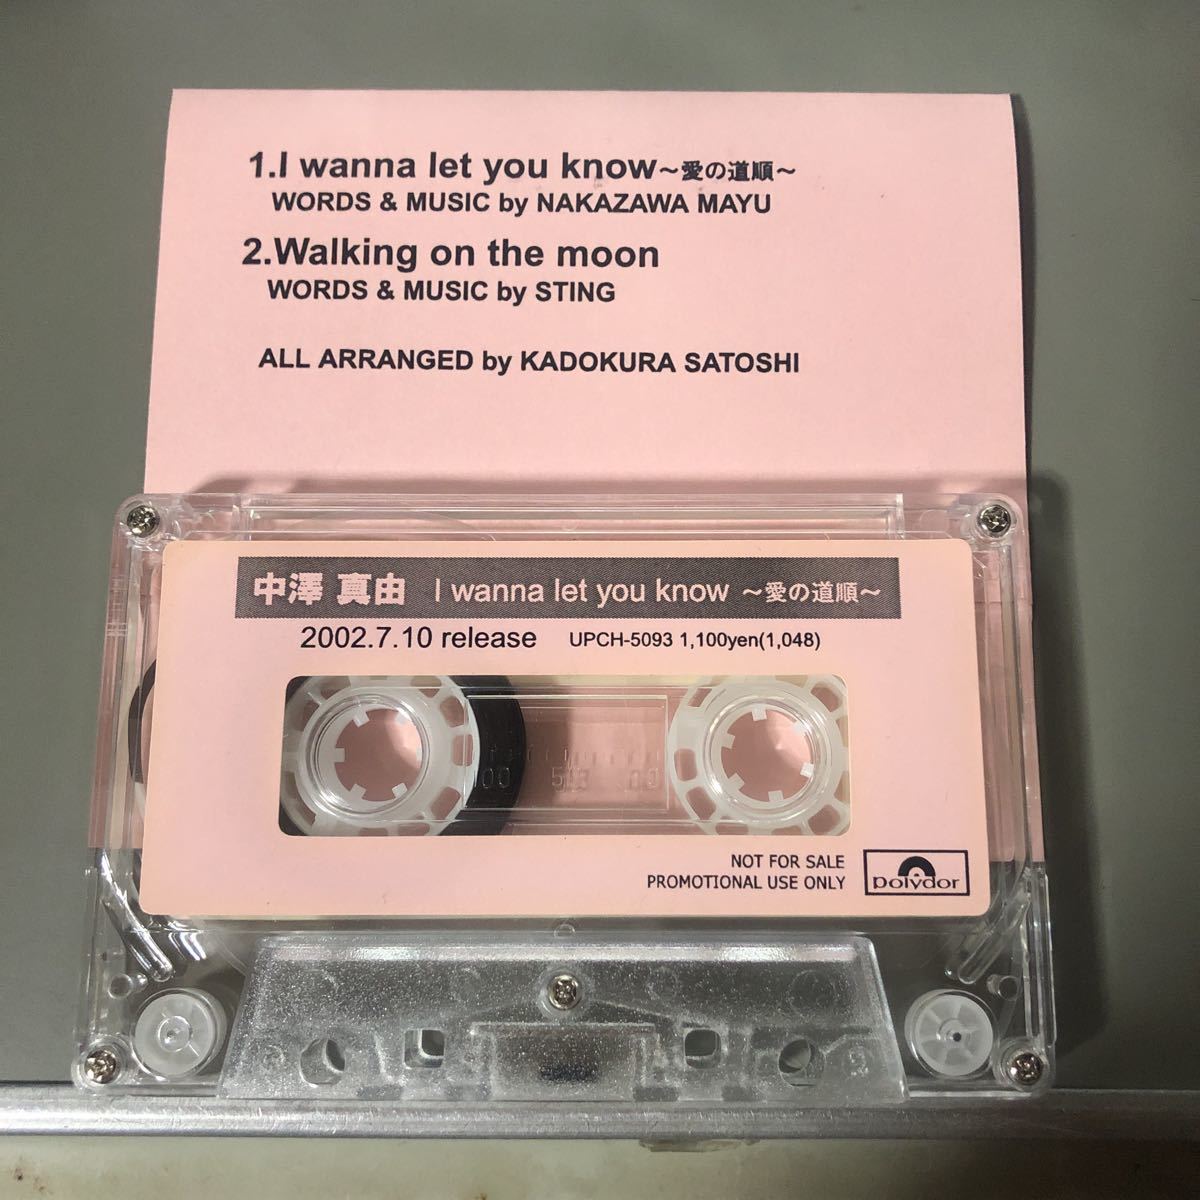 1.I wanna let you know～愛の道順～
WORDS & MUSIC by NAKAZAWA MAYU
2.Walking on the moon
WORDS & MUSIC by STING
ALL ARRANGED by KADOKURA SATOSHI
中澤 真由 I wanna let you know ～愛の道順～
2002.7.10 release UPCH-5093 1,100yen(1,048)
100 50 00
NOT FOR SALE
PROMOTIONAL USE ONLY
polydor